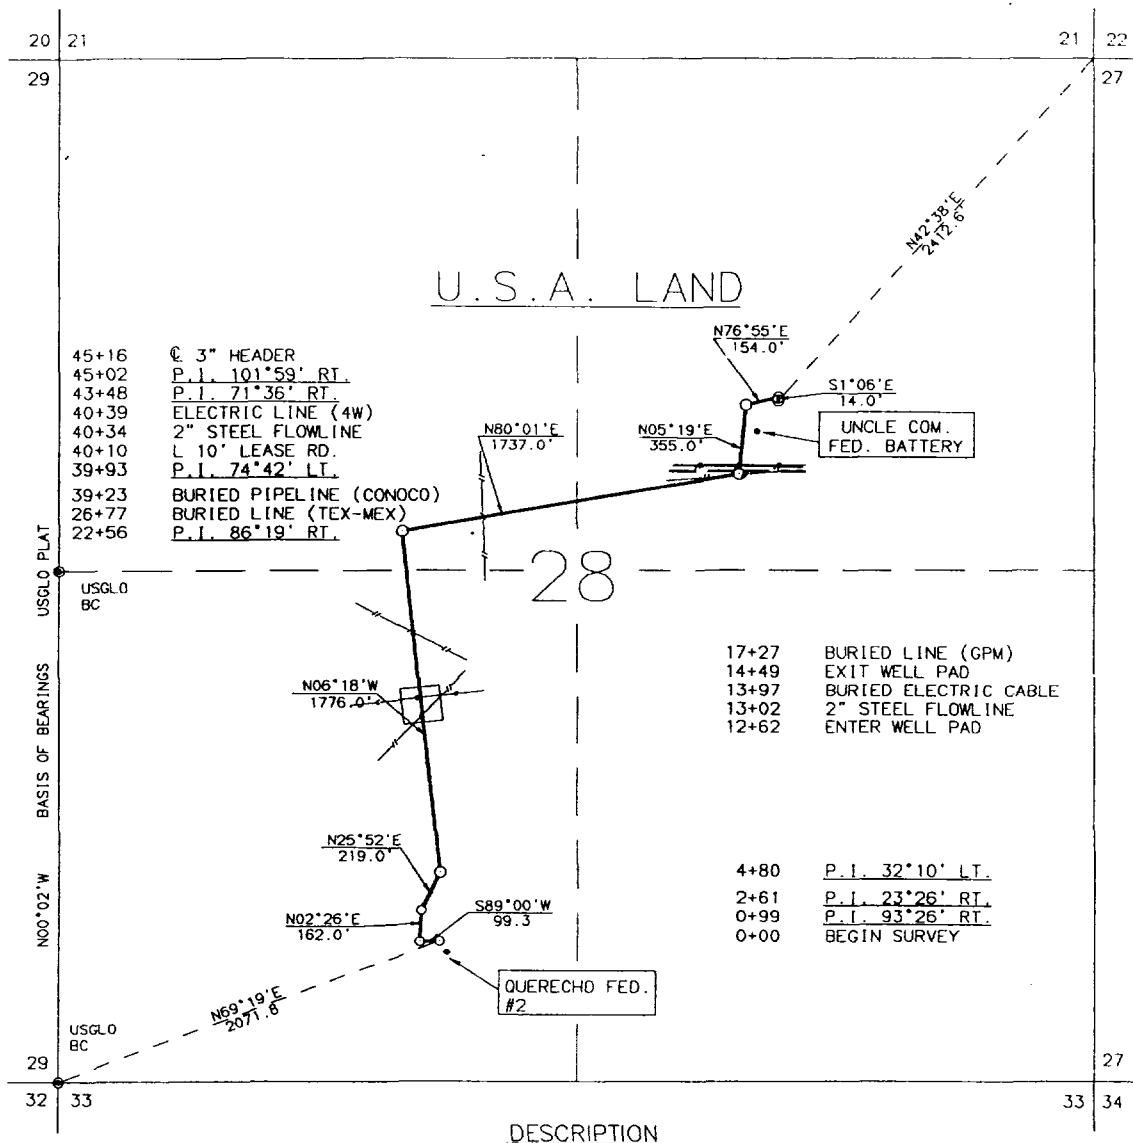 20 21
21 22
29
27
N42°38'E
2412.6'
U.S.A. LAND
N76°55'E
154.0'
45+16 ℄ 3" HEADER
45+02 P.I. 101°59' RT.
43+48 P.I. 71°36' RT.
40+39 ELECTRIC LINE (4W)
40+34 2" STEEL FLOWLINE
40+10 L 10' LEASE RD.
39+93 P.I. 74°42' LT.
39+23 BURIED PIPELINE (CONOCO)
26+77 BURIED LINE (TEX-MEX)
22+56 P.I. 86°19' RT.
S1°06'E
14.0'
UNCLE COM.
FED. BATTERY
N80°01'E
1737.0'
N05°19'E
355.0'
USGLO
BC
28
N00°02'W BASIS OF BEARINGS USGLO PLAT
17+27 BURIED LINE (GPM)
14+49 EXIT WELL PAD
13+97 BURIED ELECTRIC CABLE
13+02 2" STEEL FLOWLINE
12+62 ENTER WELL PAD
N06°18'W
1776.0'
N25°52'E
219.0'
4+80 P.I. 32°10' LT.
2+61 P.I. 23°26' RT.
0+99 P.I. 93°26' RT.
0+00 BEGIN SURVEY
S89°00'W
99.3
N02°26'E
162.0'
QUERECHO FED.
#2
N69°19'E
2071.8
USGLO
BC
29
27
32 33
33 34
DESCRIPTION